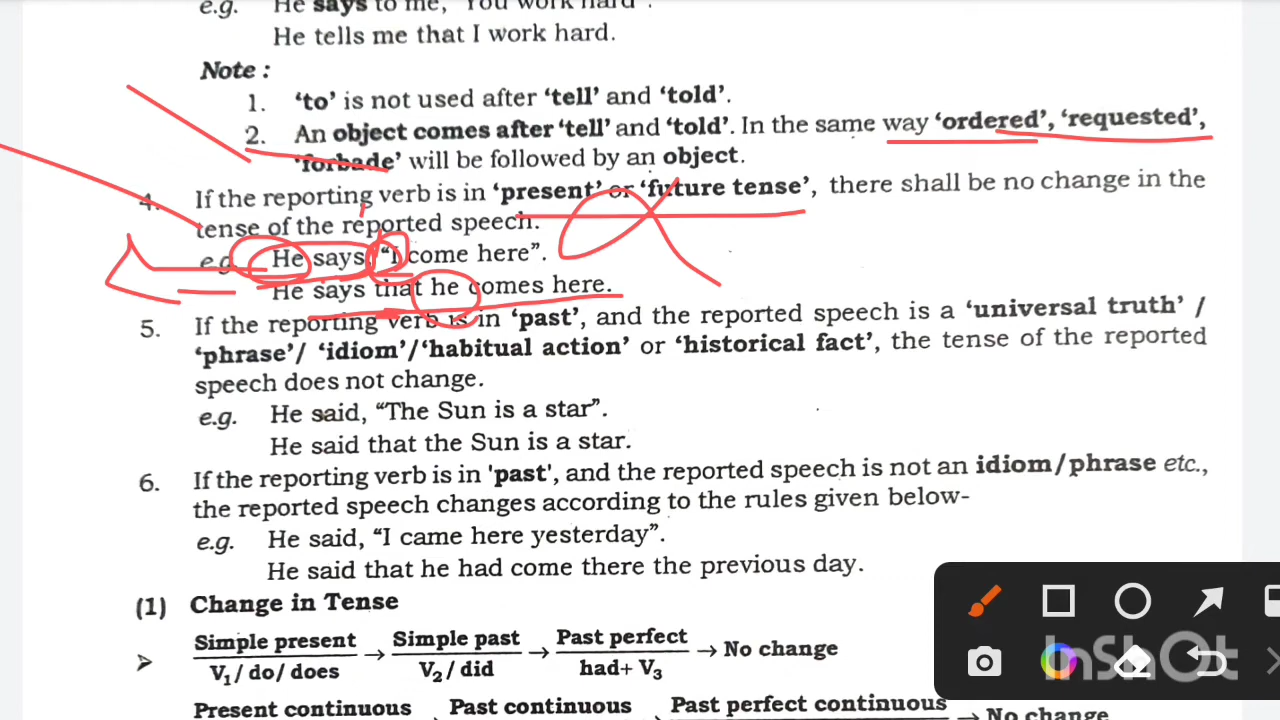 e.g. He says to me, "You work hard".
He tells me that I work hard.
Note :
1. 'to' is not used after 'tell' and 'told'.
2. An object comes after 'tell' and 'told'. In the same way 'ordered', 'requested',
'forbade' will be followed by an object.
4. If the reporting verb is in 'present' or 'future tense', there shall be no change in the
tense of the reported speech.
e.g. He says, "I come here".
He says that he comes here.
5. If the reporting verb is in 'past', and the reported speech is a 'universal truth' /
'phrase'/ 'idiom'/'habitual action' or 'historical fact', the tense of the reported
speech does not change.
e.g. He said, "The Sun is a star".
He said that the Sun is a star.
6. If the reporting verb is in 'past', and the reported speech is not an idiom/phrase etc.,
the reported speech changes according to the rules given below-
e.g. He said, "I came here yesterday".
He said that he had come there the previous day.
(1) Change in Tense
➢ Simple present → Simple past → Past perfect → No change
V₁/ do/ does V₂/ did had+ V₃
Present continuous Past continuous Past perfect continuous → No change
InShOt